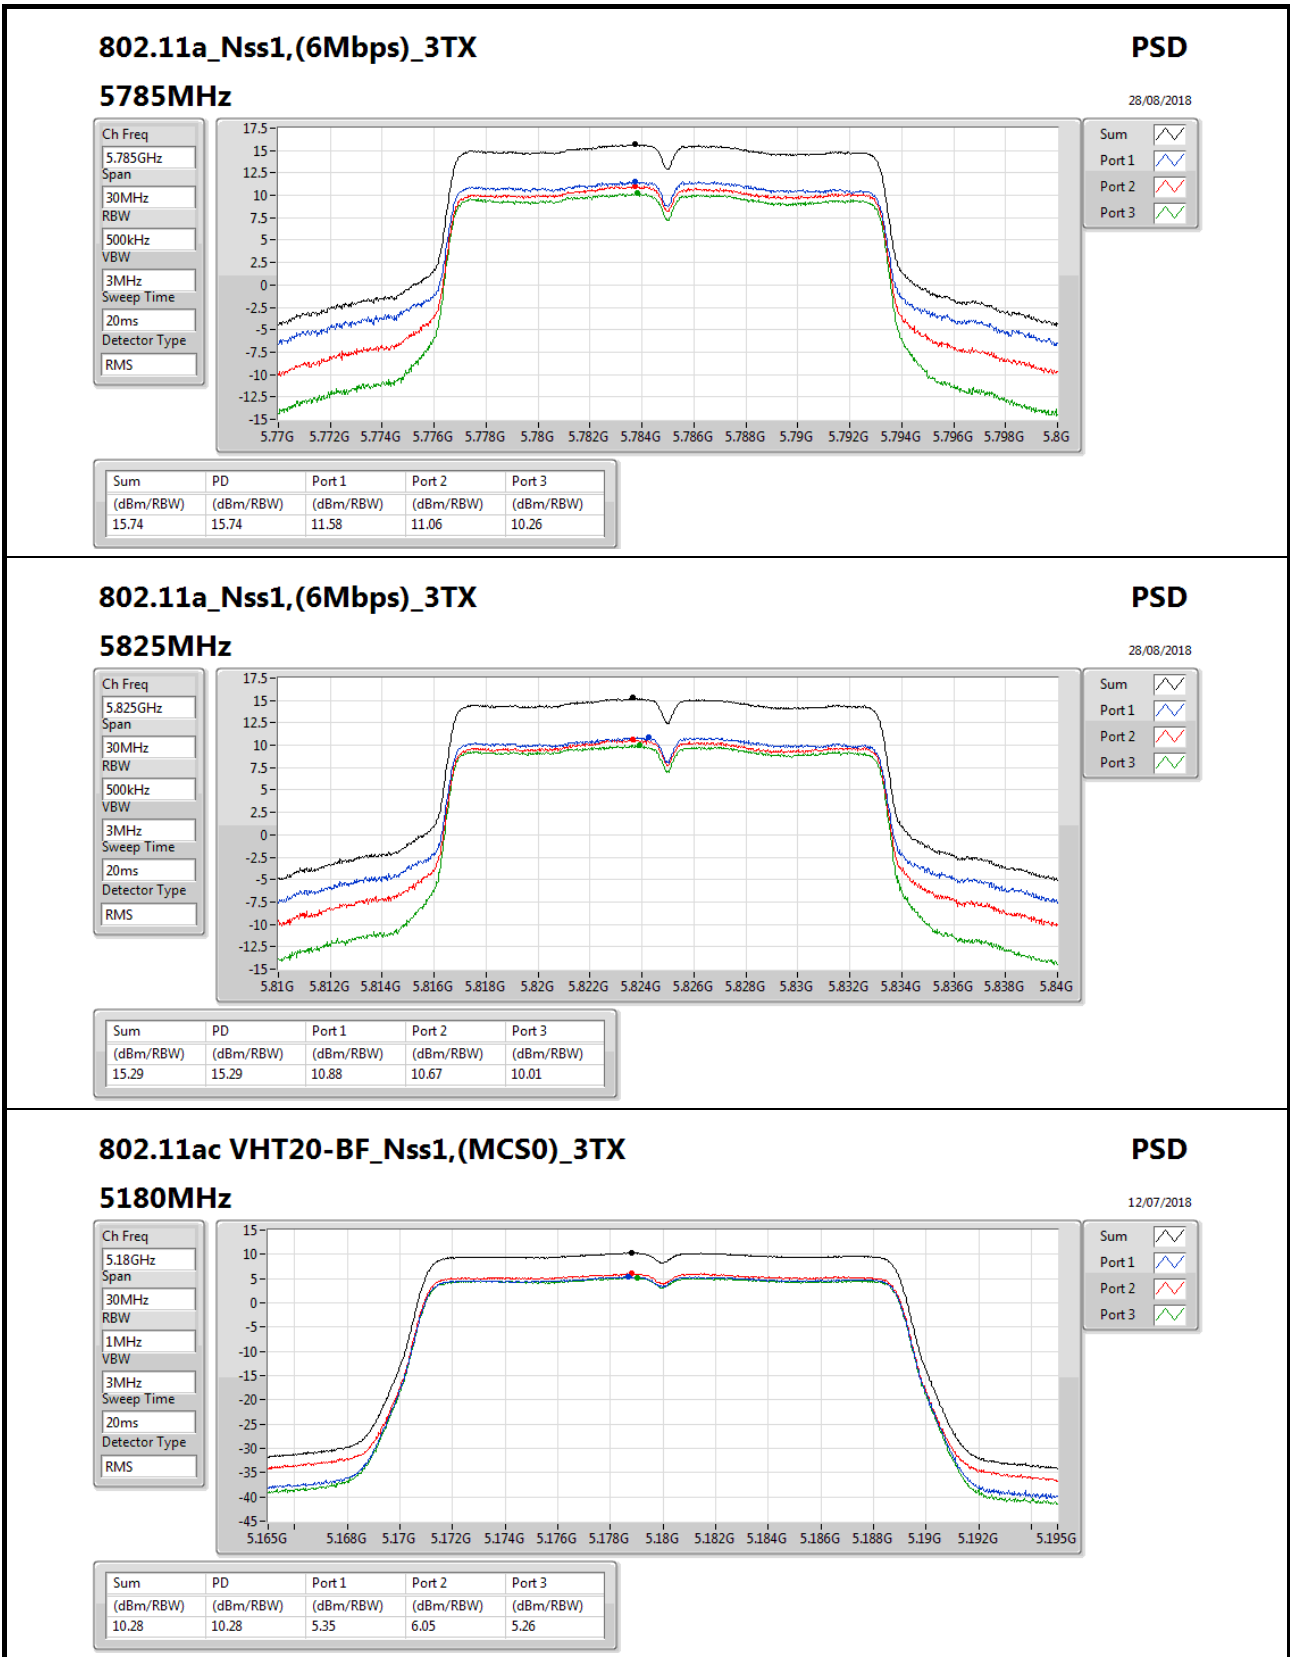 802.11a_Nss1,(6Mbps)_3TX PSD
5785MHz 28/08/2018
Ch Freq
5.785GHz
Span
30MHz
RBW
500kHz
VBW
3MHz
Sweep Time
20ms
Detector Type
RMS
17.5
15
12.5
10
7.5
5
2.5
0
-2.5
-5
-7.5
-10
-12.5
-15
5.77G 5.772G 5.774G 5.776G 5.778G 5.78G 5.782G 5.784G 5.786G 5.788G 5.79G 5.792G 5.794G 5.796G 5.798G 5.8G
Sum
Port 1
Port 2
Port 3
Sum PD Port 1 Port 2 Port 3
(dBm/RBW) (dBm/RBW) (dBm/RBW) (dBm/RBW) (dBm/RBW)
15.74 15.74 11.58 11.06 10.26
802.11a_Nss1,(6Mbps)_3TX PSD
5825MHz 28/08/2018
Ch Freq
5.825GHz
Span
30MHz
RBW
500kHz
VBW
3MHz
Sweep Time
20ms
Detector Type
RMS
17.5
15
12.5
10
7.5
5
2.5
0
-2.5
-5
-7.5
-10
-12.5
-15
5.81G 5.812G 5.814G 5.816G 5.818G 5.82G 5.822G 5.824G 5.826G 5.828G 5.83G 5.832G 5.834G 5.836G 5.838G 5.84G
Sum
Port 1
Port 2
Port 3
Sum PD Port 1 Port 2 Port 3
(dBm/RBW) (dBm/RBW) (dBm/RBW) (dBm/RBW) (dBm/RBW)
15.29 15.29 10.88 10.67 10.01
802.11ac VHT20-BF_Nss1,(MCS0)_3TX PSD
5180MHz 12/07/2018
Ch Freq
5.18GHz
Span
30MHz
RBW
1MHz
VBW
3MHz
Sweep Time
20ms
Detector Type
RMS
15
10
5
0
-5
-10
-15
-20
-25
-30
-35
-40
-45
5.165G 5.168G 5.17G 5.172G 5.174G 5.176G 5.178G 5.18G 5.182G 5.184G 5.186G 5.188G 5.19G 5.192G 5.195G
Sum
Port 1
Port 2
Port 3
Sum PD Port 1 Port 2 Port 3
(dBm/RBW) (dBm/RBW) (dBm/RBW) (dBm/RBW) (dBm/RBW)
10.28 10.28 5.35 6.05 5.26